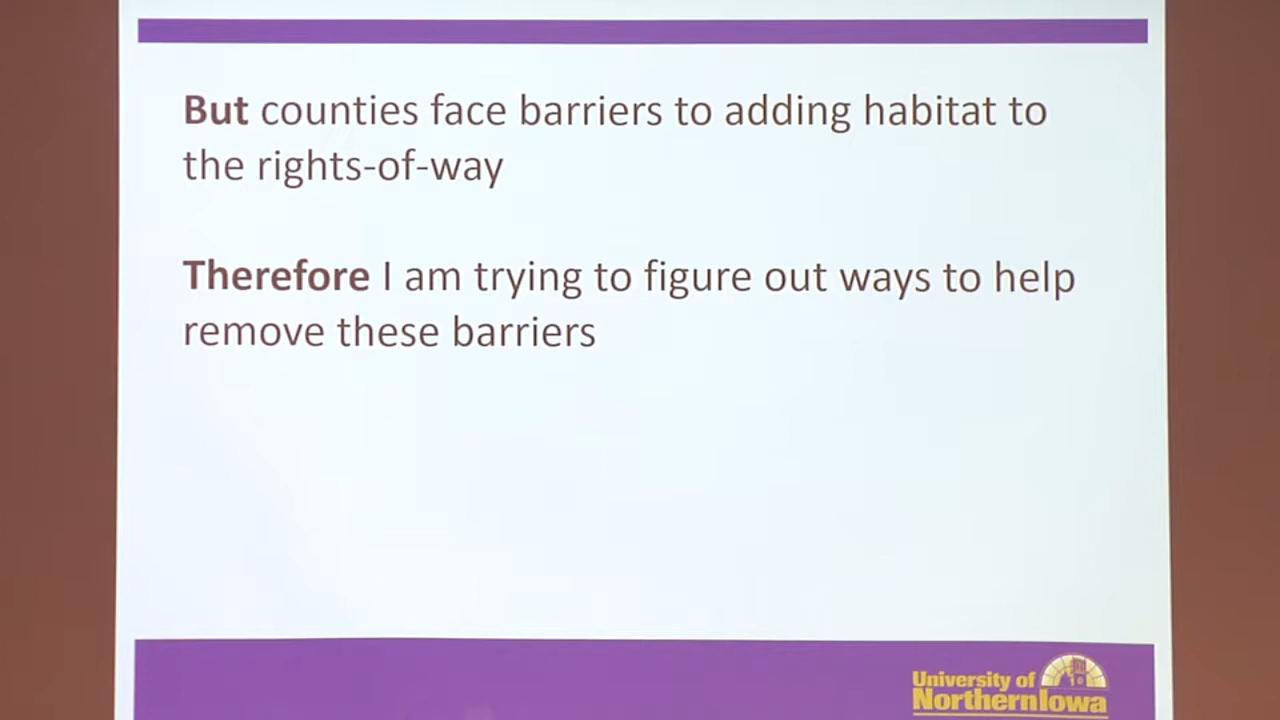 But counties face barriers to adding habitat to
the rights-of-way
Therefore I am trying to figure out ways to help
remove these barriers
University of
Northern Iowa